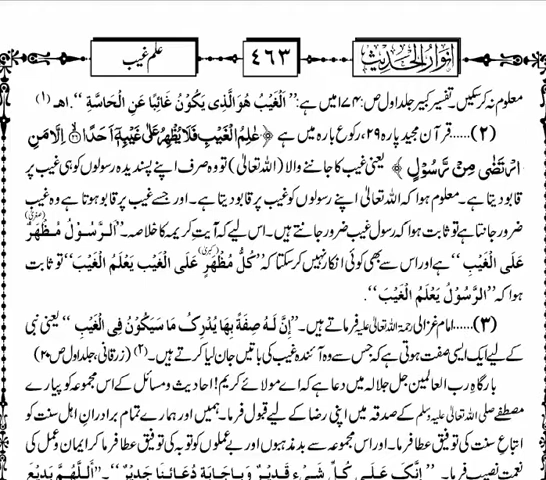 انوار الحدیث ۴۶۳ علم غیب
معلوم نہ کرسکیں۔ تفسیر کبیر جلد اول ص: ۱۷۴ میں ہے: "اَلْغَیْبُ ھُوَ الَّذِی یَکُوْنُ غَائِبًا عَنِ الْحَاسَّةِ". اھـ (۱)
(۲)..... قرآن مجید پارہ ۲۹، رکوع ۱۲ میں ہے ﴿ عٰلِمُ الْغَیْبِ فَلَا یُظْهِرُ عَلٰی غَیْبِهٖۤ اَحَدًا ﴿۲۶﴾ اِلَّا مَنِ
ارْتَضٰی مِنْ رَّسُوْلٍ ﴾ یعنی غیب کا جاننے والا (اللہ تعالیٰ) تو وہ صرف اپنے پسندیدہ رسولوں کو ہی غیب پر
قابو دیتا ہے۔ معلوم ہوا کہ اللہ تعالیٰ اپنے رسولوں کو غیب پر قابو دیتا ہے۔ اور جسے غیب پر قابو ہوتا ہے وہ غیب
ضرور جانتا ہے تو ثابت ہوا کہ رسول غیب ضرور جانتے ہیں۔ اس لیے کہ آیت کریمہ کا خلاصہ۔ "اَلرَّسُوْلُ مُظْهَرٌ (صغریٰ)
عَلَی الْغَیْبِ" ہے اور اس سے بھی کوئی انکار نہیں کرسکتا کہ "کُلُّ مُظْهَرٍ (کبریٰ) عَلَی الْغَیْبِ یَعْلَمُ الْغَیْبَ" تو ثابت
ہوا کہ "اَلرَّسُوْلُ یَعْلَمُ الْغَیْبَ".
(۳)..... امام غزالی رحمۃ اللہ تعالیٰ علیہ فرماتے ہیں۔ "اِنَّ لَهُ صِفَةً بِهَا یُدْرِکُ مَا سَیَکُوْنُ فِی الْغَیْبِ" یعنی نبی
کے لیے ایک ایسی صفت ہوتی ہے کہ جس سے وہ آئندہ غیب کی باتیں جان لیا کرتے ہیں۔ (۲) (زرقانی، جلد اول ص ۲۰)
بارگاہِ رب العالمین جل جلالہ میں دعا ہے کہ اے مولائے کریم! احادیث و مسائل کے اس مجموعہ کو پیارے
مصطفےٰ صلی اللہ تعالیٰ علیہ وسلم کے صدقہ میں اپنی رضا کے لیے قبول فرما۔ ہمیں اور ہمارے تمام برادرانِ اہل سنت کو
اتباعِ سنت کی توفیق عطا فرما۔ اور اس مجموعہ سے بد مذہبوں اور بے عملوں کو توبہ کی توفیق عطا فرما کر ایمان و عمل کی
نعمت نصیب فرما۔ "اِنَّکَ عَلٰی کُلِّ شَیْءٍ قَدِیْرٌ وَبِاِجَابَةِ دُعَائِنَا جَدِیْرٌ"۔ "اَللّٰهُمَّ بَدِیْعَ